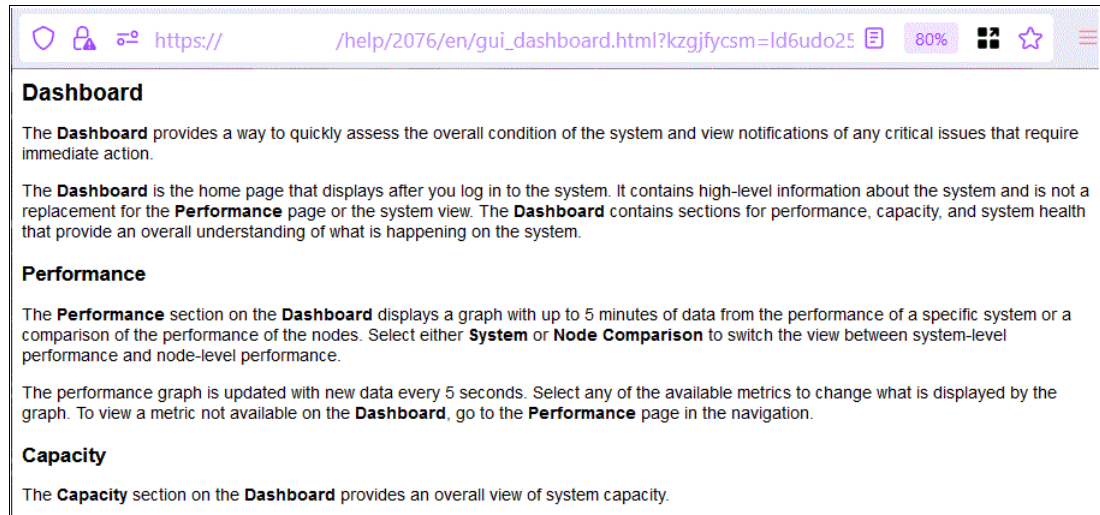 https:// /help/2076/en/gui_dashboard.html?kzgjfycsm=ld6udo25 80%
Dashboard
The Dashboard provides a way to quickly assess the overall condition of the system and view notifications of any critical issues that require
immediate action.
The Dashboard is the home page that displays after you log in to the system. It contains high-level information about the system and is not a
replacement for the Performance page or the system view. The Dashboard contains sections for performance, capacity, and system health
that provide an overall understanding of what is happening on the system.
Performance
The Performance section on the Dashboard displays a graph with up to 5 minutes of data from the performance of a specific system or a
comparison of the performance of the nodes. Select either System or Node Comparison to switch the view between system-level
performance and node-level performance.
The performance graph is updated with new data every 5 seconds. Select any of the available metrics to change what is displayed by the
graph. To view a metric not available on the Dashboard, go to the Performance page in the navigation.
Capacity
The Capacity section on the Dashboard provides an overall view of system capacity.